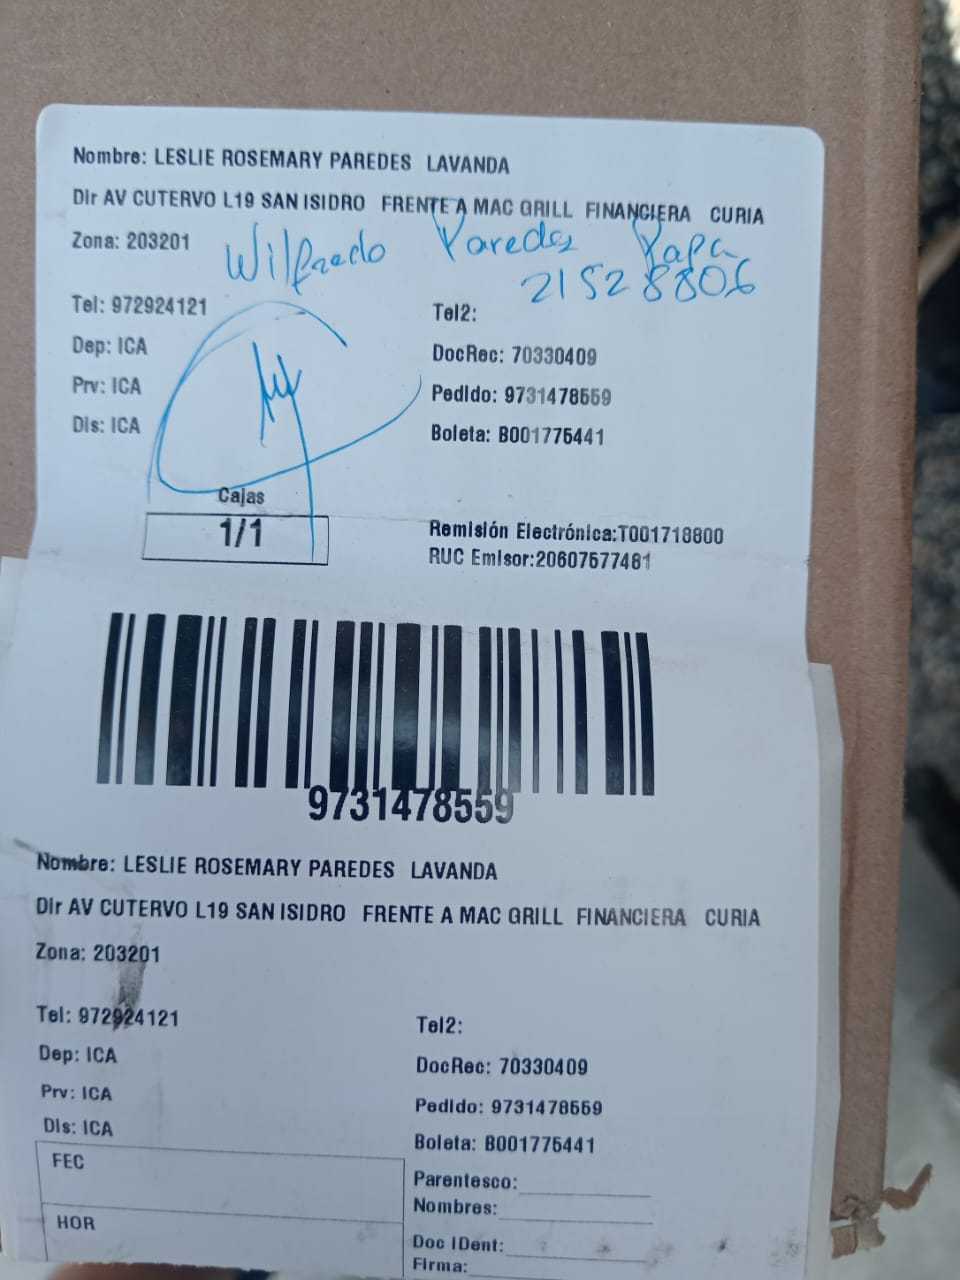 Nombre: LESLIE ROSEMARY PAREDES LAVANDA
Dir AV CUTERVO L19 SAN ISIDRO FRENTE A MAC GRILL FINANCIERA CURIA
Zona: 203201
Wilfredo Paredes Papa
21528806
Tel: 972924121
Tel2:
Dep: ICA
DocRec: 70330409
Prv: ICA
Pedido: 9731478559
Dis: ICA
Boleta: B001775441
Cajas
1/1
Remisión Electrónica:T001718800
RUC Emisor:20607577481
9731478559
Nombre: LESLIE ROSEMARY PAREDES LAVANDA
Dir AV CUTERVO L19 SAN ISIDRO FRENTE A MAC GRILL FINANCIERA CURIA
Zona: 203201
Tel: 972924121
Tel2:
Dep: ICA
DocRec: 70330409
Prv: ICA
Pedido: 9731478559
Dis: ICA
Boleta: B001775441
FEC
Parentesco:
Nombres:
HOR
Doc IDent:
Firma: